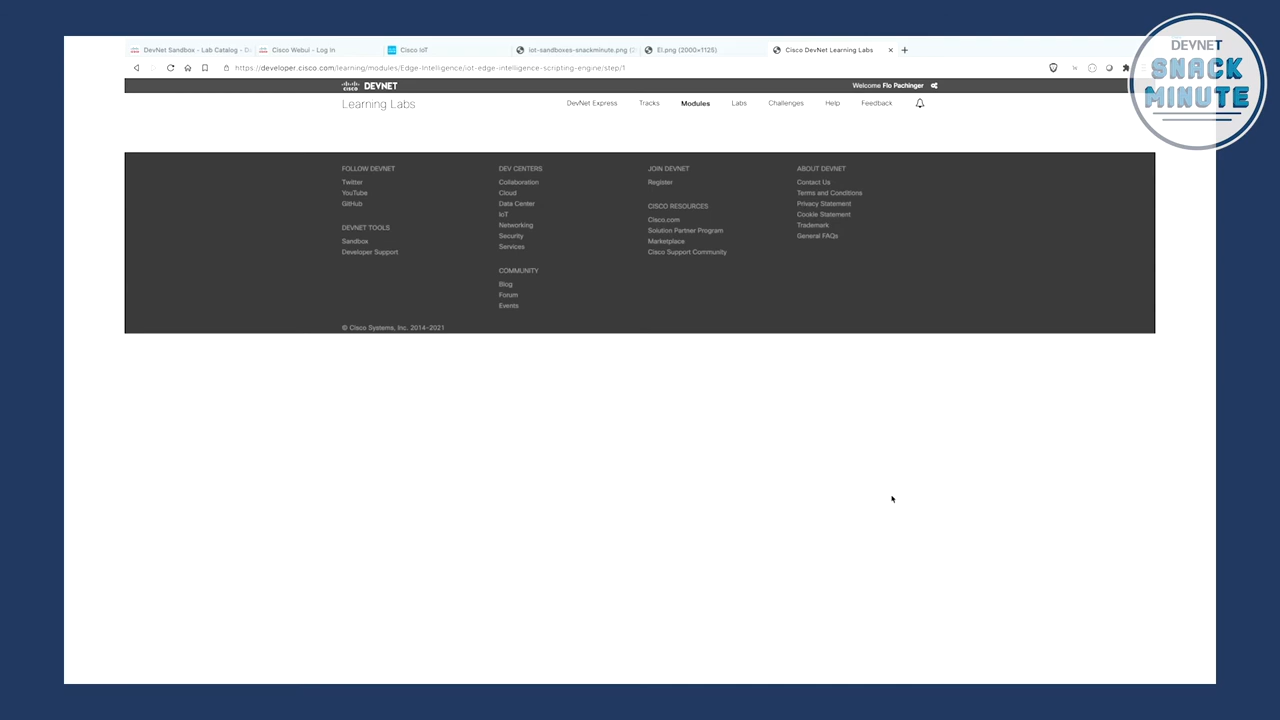 DevNet Sandbox - Lab Catalog - D
Cisco Webui - Log In
Cisco IoT
iot-sandboxes-snackminute.png (2
EI.png (2000×1125)
Cisco DevNet Learning Labs
https://developer.cisco.com/learning/modules/Edge-Intelligence/iot-edge-intelligence-scripting-engine/step/1
DEVNET
SNACK
MINUTE
CISCO DEVNET
Welcome Flo Pachinger
Learning Labs
DevNet Express Tracks Modules Labs Challenges Help Feedback
FOLLOW DEVNET
Twitter
YouTube
GitHub
DEVNET TOOLS
Sandbox
Developer Support
DEV CENTERS
Collaboration
Cloud
Data Center
IoT
Networking
Security
Services
COMMUNITY
Blog
Forum
Events
JOIN DEVNET
Register
CISCO RESOURCES
Cisco.com
Solution Partner Program
Marketplace
Cisco Support Community
ABOUT DEVNET
Contact Us
Terms and Conditions
Privacy Statement
Cookie Statement
Trademark
General FAQs
© Cisco Systems, Inc. 2014-2021